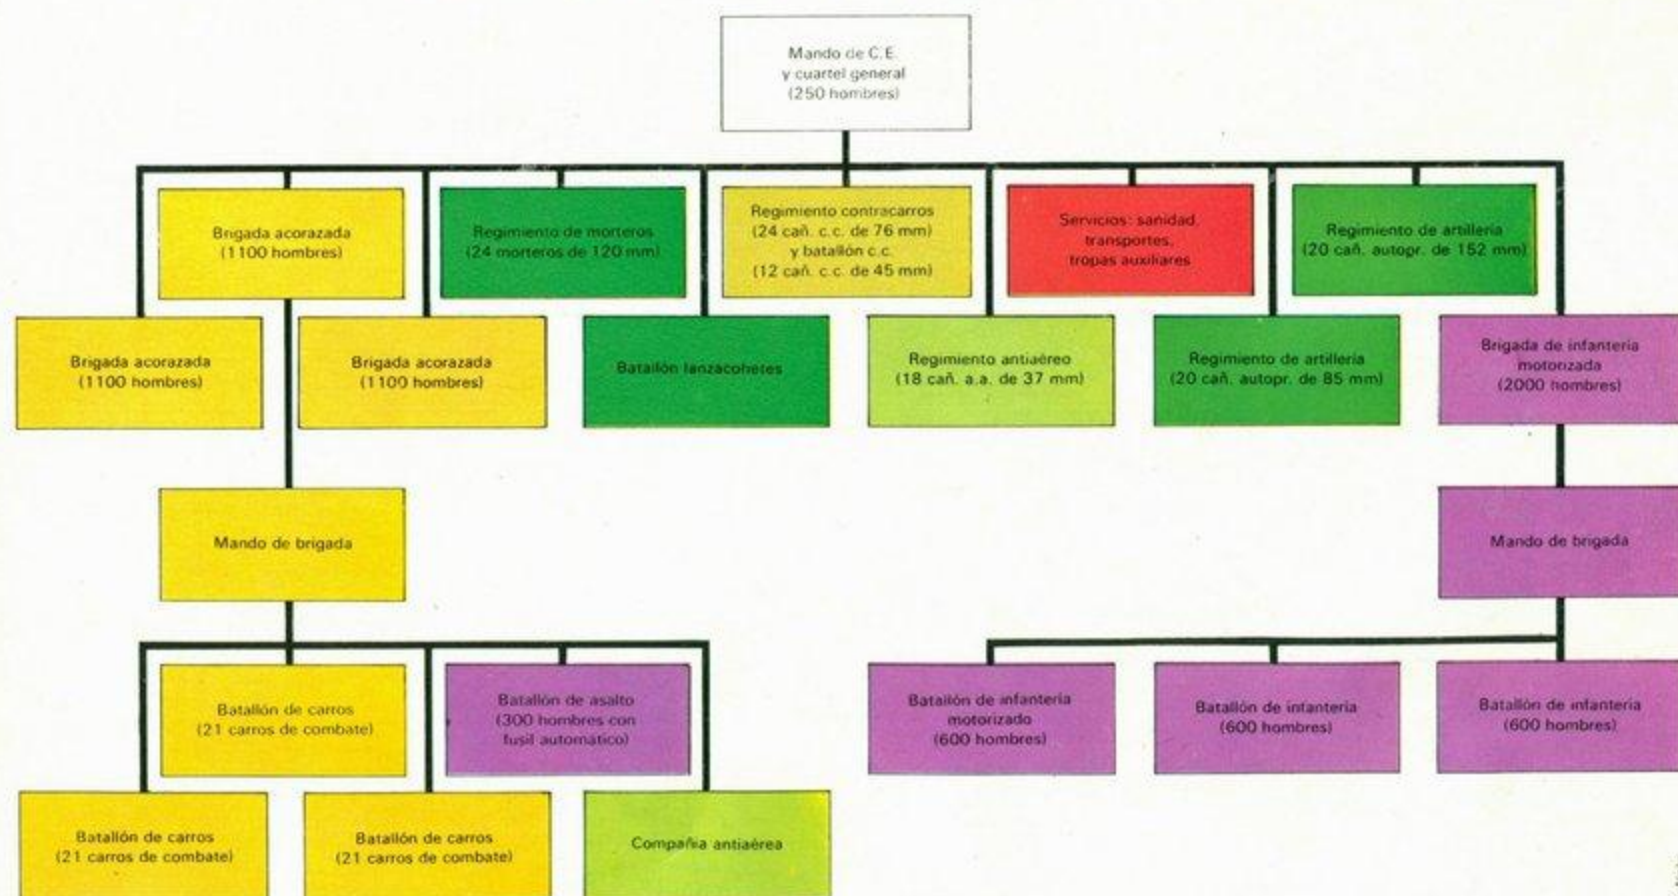 Mando de C.E.
y cuartel general
(250 hombres)
Brigada acorazada
(1100 hombres)
Regimiento de morteros
(24 morteros de 120 mm)
Regimiento contracarros
(24 cañ. c.c. de 76 mm)
y batallón c.c.
(12 cañ. c.c. de 45 mm)
Servicios: sanidad,
transportes,
tropas auxiliares
Regimiento de artillería
(20 cañ. autopr. de 152 mm)
Brigada acorazada
(1100 hombres)
Brigada acorazada
(1100 hombres)
Batallón lanzacohetes
Regimiento antiaéreo
(18 cañ. a.a. de 37 mm)
Regimiento de artillería
(20 cañ. autopr. de 85 mm)
Brigada de infantería
motorizada
(2000 hombres)
Mando de brigada
Mando de brigada
Batallón de carros
(21 carros de combate)
Batallón de asalto
(300 hombres con
fusil automático)
Batallón de infantería
motorizado
(600 hombres)
Batallón de infantería
(600 hombres)
Batallón de infantería
(600 hombres)
Batallón de carros
(21 carros de combate)
Batallón de carros
(21 carros de combate)
Compañía antiaérea